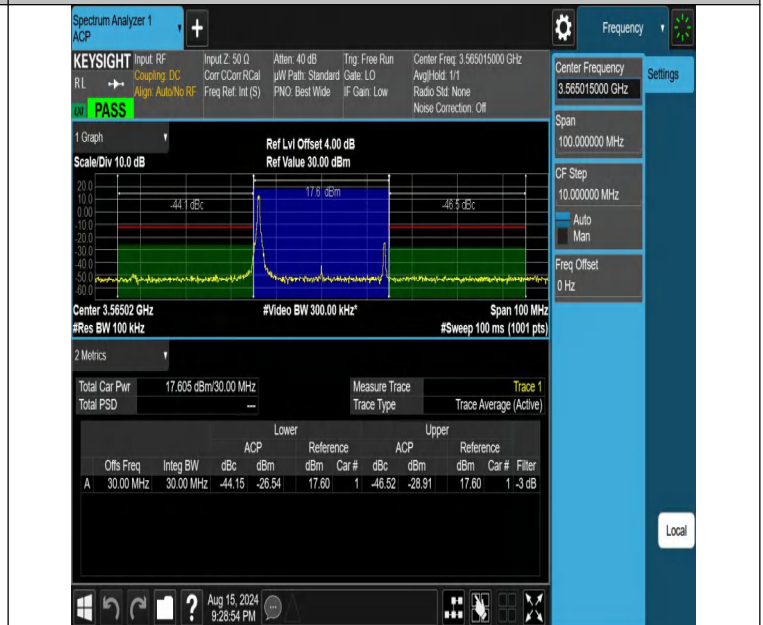 Spectrum Analyzer 1
ACP
+
Frequency
KEYSIGHT Input: RF Input Z: 50 Ω Atten: 40 dB Trig: Free Run Center Freq: 3.565015000 GHz
RL Coupling: DC Corr CCorr RCal µW Path: Standard Gate: LO Avg|Hold: 1/1
Align: Auto/No RF Freq Ref: Int (S) PNO: Best Wide IF Gain: Low Radio Std: None
PASS Noise Correction: Off
Center Frequency
3.565015000 GHz
Settings
Span
100.000000 MHz
CF Step
10.000000 MHz
Auto
Man
Freq Offset
0 Hz
1 Graph
Ref Lvl Offset 4.00 dB
Scale/Div 10.0 dB Ref Value 30.00 dBm
20.0
10.0
0.00
-10.0
-20.0
-30.0
-40.0
-50.0
-60.0
-44.1 dBc 17.6 dBm -46.5 dBc
Center 3.56502 GHz #Video BW 300.00 kHz* Span 100 MHz
#Res BW 100 kHz #Sweep 100 ms (1001 pts)
2 Metrics
Total Car Pwr 17.605 dBm/30.00 MHz Measure Trace Trace 1
Total PSD --- Trace Type Trace Average (Active)
Lower Upper
ACP Reference ACP Reference
Offs Freq Integ BW dBc dBm dBm Car # dBc dBm dBm Car # Filter
A 30.00 MHz 30.00 MHz -44.15 -26.54 17.60 1 -46.52 -28.91 17.60 1 -3 dB
Local
? Aug 15, 2024
9:28:54 PM